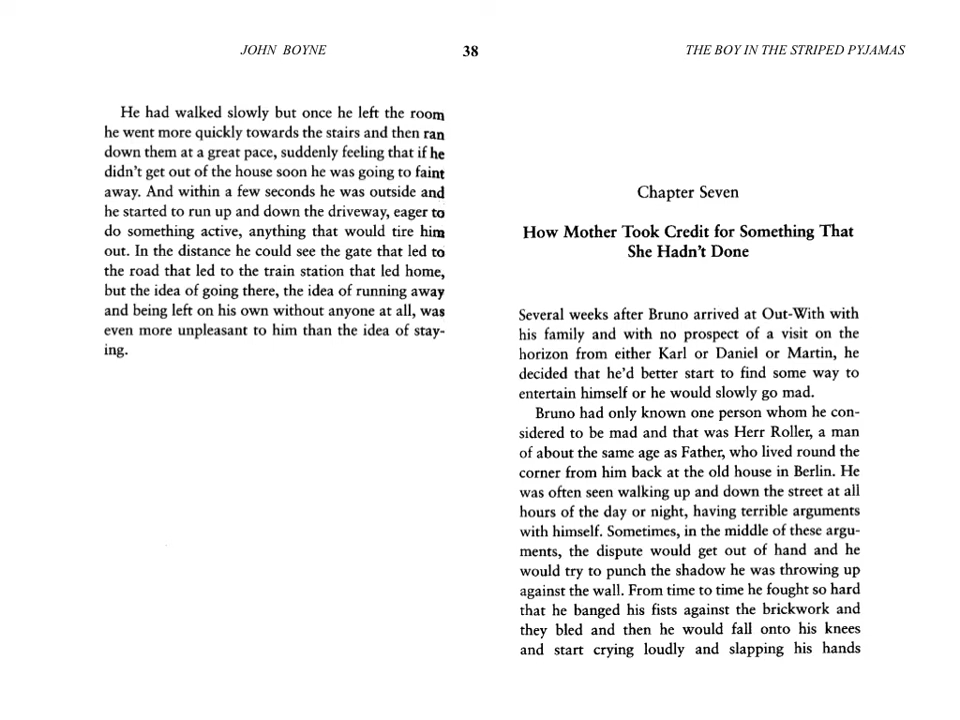 JOHN BOYNE
38
THE BOY IN THE STRIPED PYJAMAS
He had walked slowly but once he left the room
he went more quickly towards the stairs and then ran
down them at a great pace, suddenly feeling that if he
didn't get out of the house soon he was going to faint
away. And within a few seconds he was outside and
he started to run up and down the driveway, eager to
do something active, anything that would tire him
out. In the distance he could see the gate that led to
the road that led to the train station that led home,
but the idea of going there, the idea of running away
and being left on his own without anyone at all, was
even more unpleasant to him than the idea of stay-
ing.
Chapter Seven
How Mother Took Credit for Something That
She Hadn't Done
Several weeks after Bruno arrived at Out-With with
his family and with no prospect of a visit on the
horizon from either Karl or Daniel or Martin, he
decided that he'd better start to find some way to
entertain himself or he would slowly go mad.
Bruno had only known one person whom he con-
sidered to be mad and that was Herr Roller, a man
of about the same age as Father, who lived round the
corner from him back at the old house in Berlin. He
was often seen walking up and down the street at all
hours of the day or night, having terrible arguments
with himself. Sometimes, in the middle of these argu-
ments, the dispute would get out of hand and he
would try to punch the shadow he was throwing up
against the wall. From time to time he fought so hard
that he banged his fists against the brickwork and
they bled and then he would fall onto his knees
and start crying loudly and slapping his hands